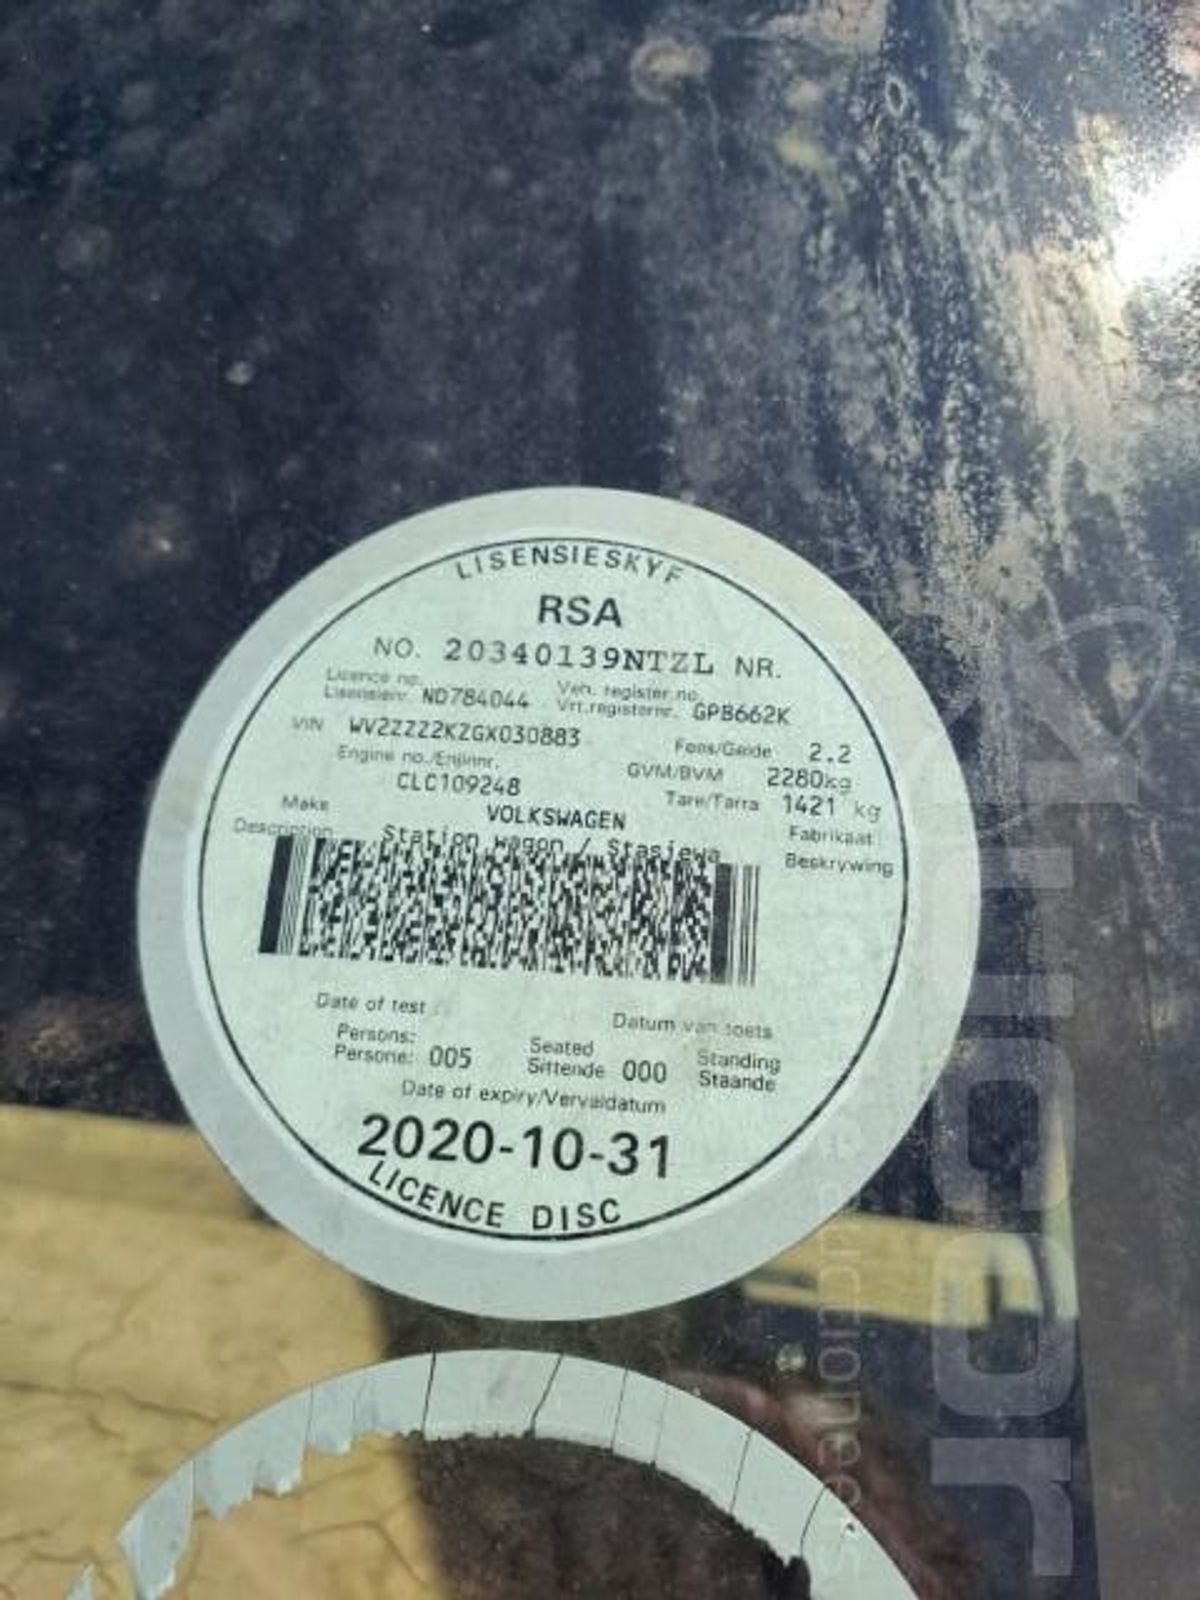 LISENSIESKYF
RSA
NO. 20340139NTZL NR.
Licence no. Veh. register no.
Lisensienr. ND784044 Vrt.registernr. GPB662K
VIN WV2ZZZ2KZGX030883 Fees/Gelde 2.2
Engine no./Enjinnr. GVM/BVM 2280kg
CLC109248 Tare/Tarra 1421 kg
Make VOLKSWAGEN Fabrikaat
Description Station wagon / Stasiewa Beskrywing
Date of test Datum van toets
Persons: Seated Standing
Persone: 005 Sittende 000 Staande
Date of expiry/Vervaldatum
2020-10-31
LICENCE DISC